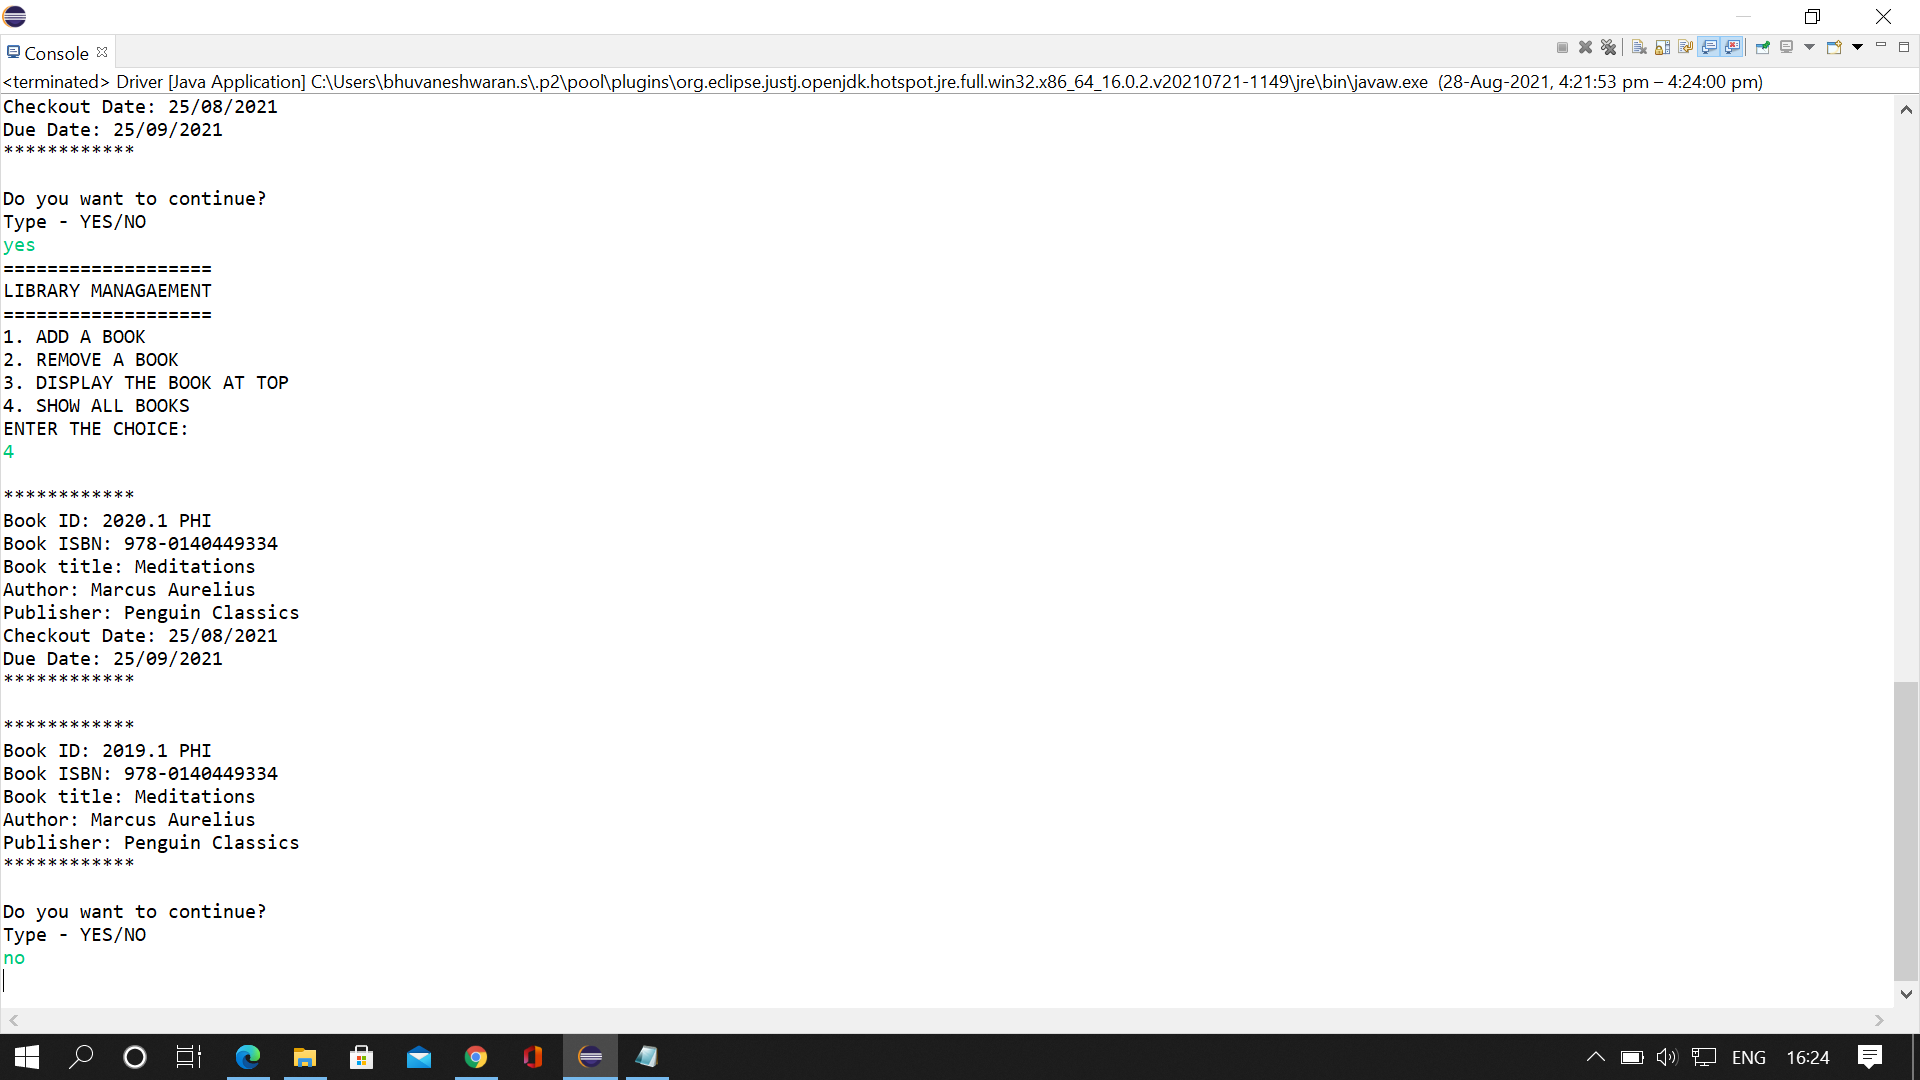 Console
<terminated> Driver [Java Application] C:\Users\bhuvaneshwaran.s\.p2\pool\plugins\org.eclipse.justj.openjdk.hotspot.jre.full.win32.x86_64_16.0.2.v20210721-1149\jre\bin\javaw.exe  (28-Aug-2021, 4:21:53 pm – 4:24:00 pm)
Checkout Date: 25/08/2021
Due Date: 25/09/2021
************
Do you want to continue?
Type - YES/NO
yes
===================
LIBRARY MANAGAEMENT
===================
1. ADD A BOOK
2. REMOVE A BOOK
3. DISPLAY THE BOOK AT TOP
4. SHOW ALL BOOKS
ENTER THE CHOICE:
4
************
Book ID: 2020.1 PHI
Book ISBN: 978-0140449334
Book title: Meditations
Author: Marcus Aurelius
Publisher: Penguin Classics
Checkout Date: 25/08/2021
Due Date: 25/09/2021
************
************
Book ID: 2019.1 PHI
Book ISBN: 978-0140449334
Book title: Meditations
Author: Marcus Aurelius
Publisher: Penguin Classics
************
Do you want to continue?
Type - YES/NO
no
ENG 16:24